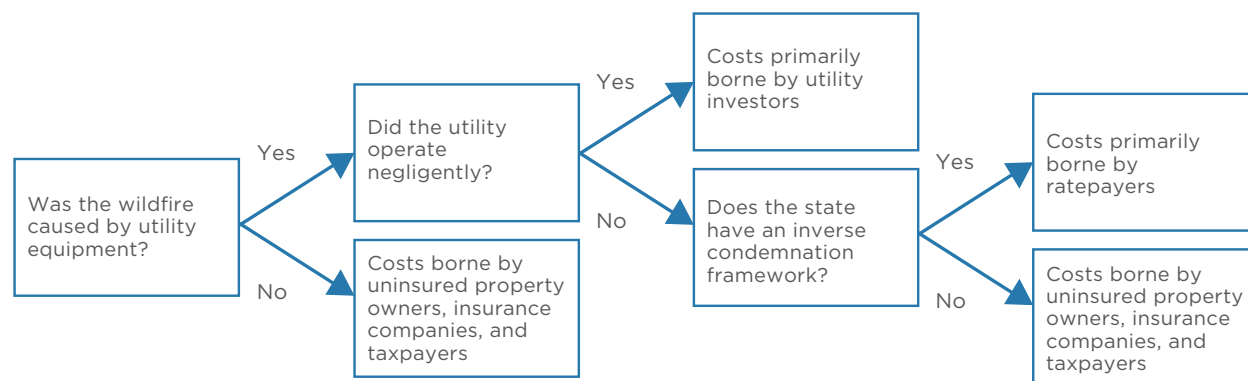 Was the wildfire
caused by utility
equipment?
Yes
No
Did the utility
operate
negligently?
Costs borne by
uninsured property
owners, insurance
companies, and
taxpayers
Yes
No
Costs primarily
borne by utility
investors
Does the state
have an inverse
condemnation
framework?
Yes
No
Costs primarily
borne by
ratepayers
Costs borne by
uninsured property
owners, insurance
companies, and
taxpayers